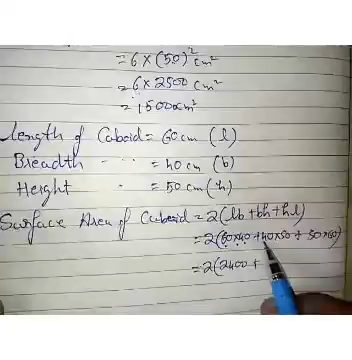 = 6 × (50)² cm²
= 6 × 2500 cm²
= 15000 cm²
Length of Cuboid = 60 cm (l)
Breadth " " = 40 cm (b)
Height " = 50 cm (h)
Surface Area of Cuboid = 2(lb + bh + hl)
= 2(60×40 + 40×50 + 50×60)
= 2(2400 +